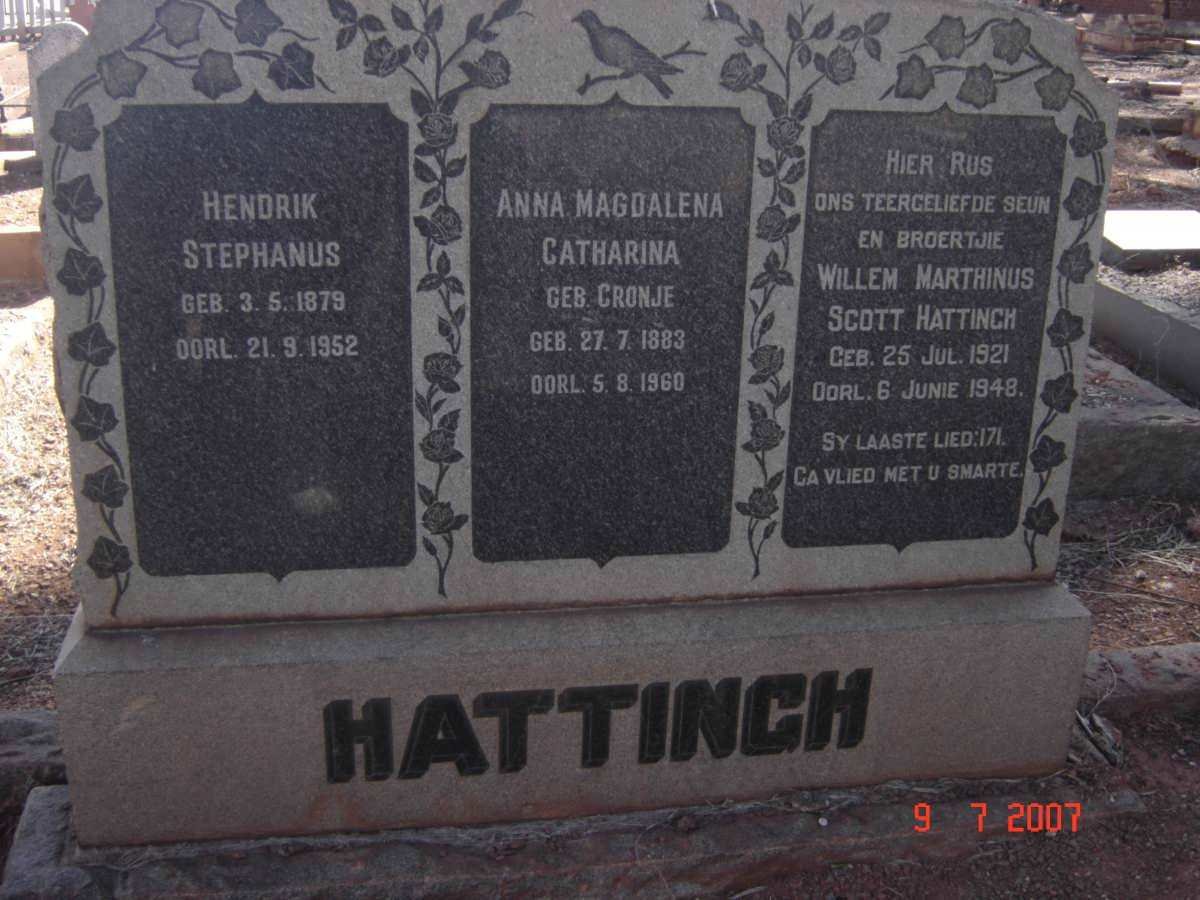 HENDRIK
STEPHANUS
GEB. 3. 5. 1879
OORL. 21. 9. 1952
ANNA MAGDALENA
CATHARINA
GEB. CRONJE
GEB. 27. 7. 1883
OORL. 5. 8. 1960
HIER RUS
ONS TEERGELIEFDE SEUN
EN BROERTJIE
WILLEM MARTHINUS
SCOTT HATTINGH
GEB. 25 JUL. 1921
OORL. 6 JUNIE 1948.
SY LAASTE LIED: 171.
GA VLIED MET U SMARTE.
HATTINGH
9 7 2007